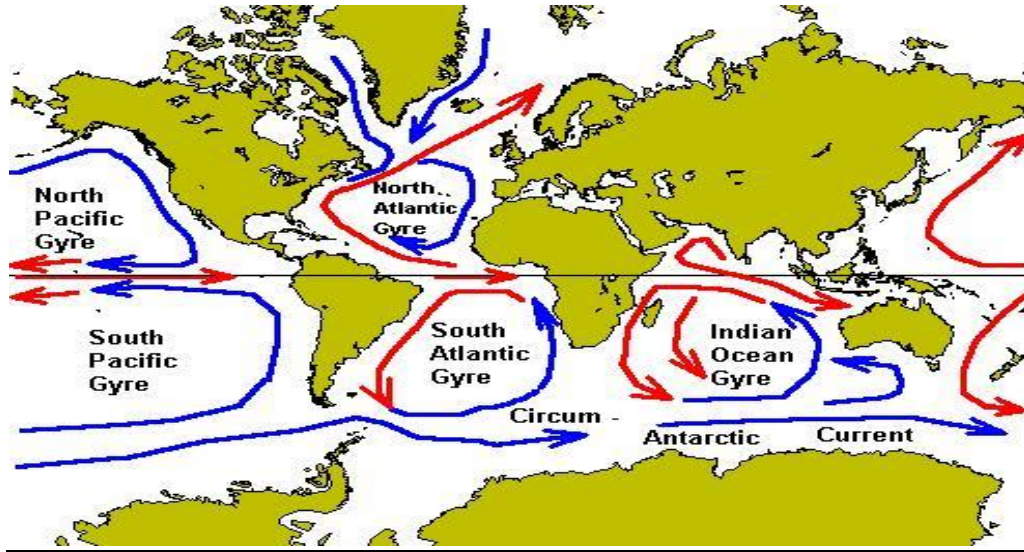 North
Pacific
Gyre
North
Atlantic
Gyre
South
Pacific
Gyre
South
Atlantic
Gyre
Indian
Ocean
Gyre
Circum -
Antarctic
Current